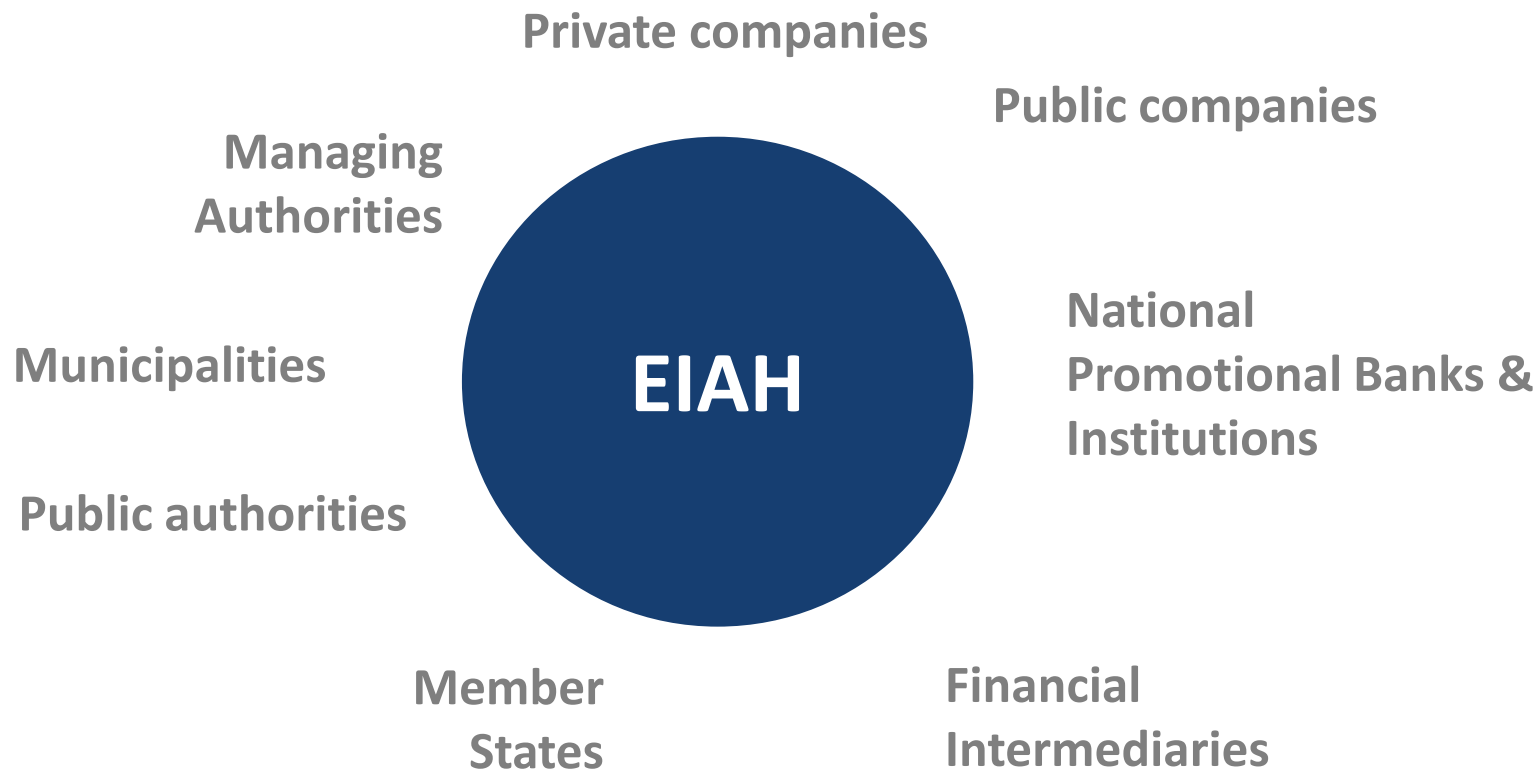 Private companies
Public companies
Managing
Authorities
National
Promotional Banks &
Institutions
Municipalities
EIAH
Public authorities
Member
States
Financial
Intermediaries